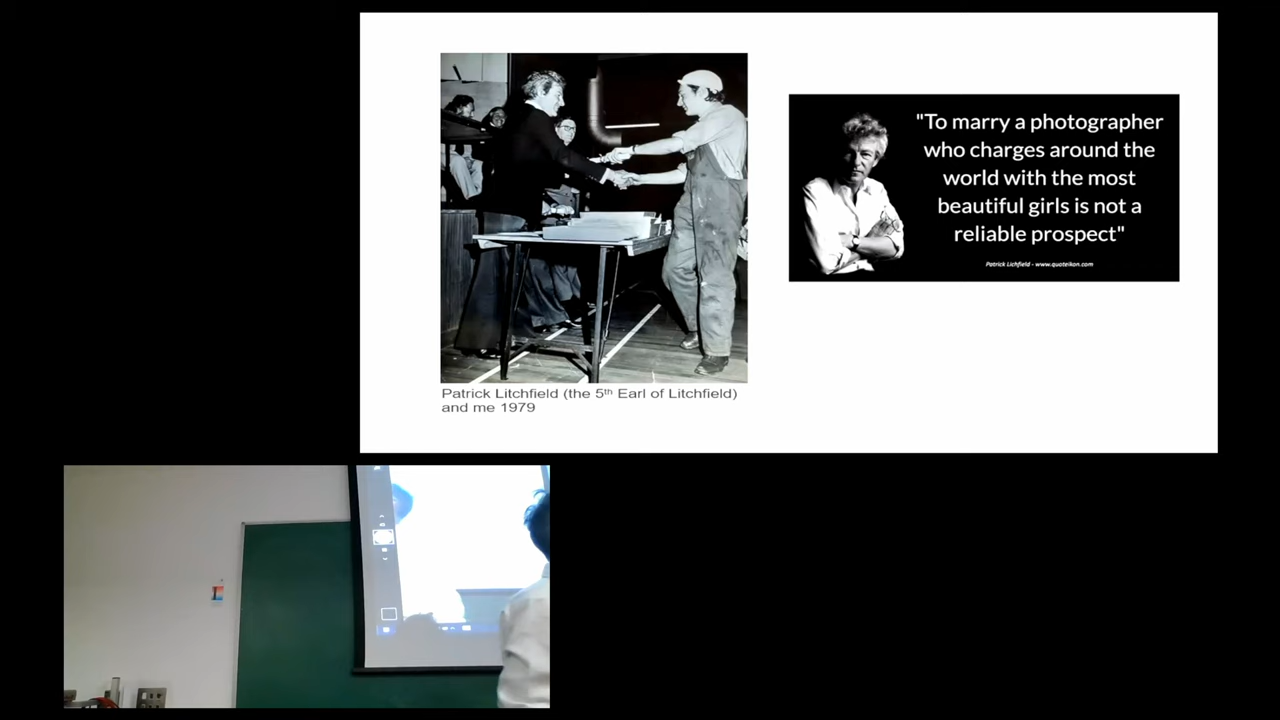 "To marry a photographer
who charges around the
world with the most
beautiful girls is not a
reliable prospect"
Patrick Lichfield - www.quoteikon.com
Patrick Litchfield (the 5th Earl of Litchfield)
and me 1979